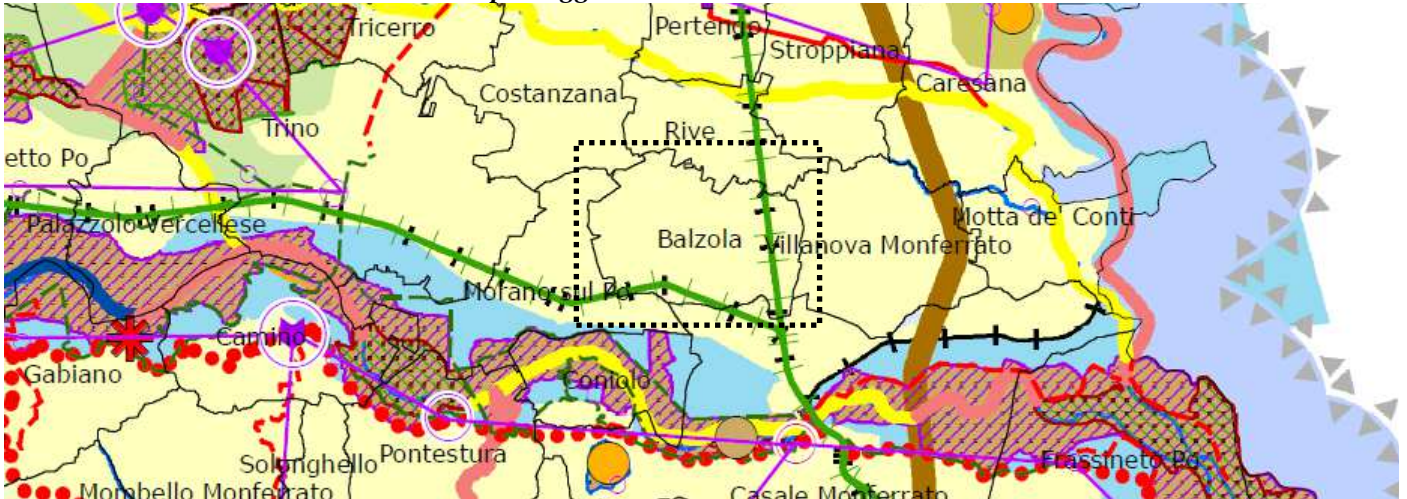 Tricerro
Pertengo
Stroppiana
Caresana
Costanzana
Trino
Rive
etto Po
Motta de' Conti
Palazzolo Vercellese
Balzola
Villanova Monferrato
Morano sul Po
Camino
Gabiano
Coniolo
Solonghello
Pontestura
Frassineto Po
Mombello Monferrato
Casale Monferrato